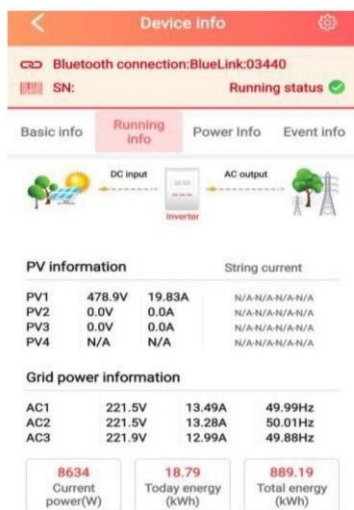 Device info
Bluetooth connection:BlueLink:03440
SN: Running status
Basic info Running info Power Info Event info
DC input AC output
Inverter
PV information String current
PV1 478.9V 19.83A N/A-N/A-N/A-N/A
PV2 0.0V 0.0A N/A-N/A-N/A-N/A
PV3 0.0V 0.0A N/A-N/A-N/A-N/A
PV4 N/A N/A N/A-N/A-N/A-N/A
Grid power information
AC1 221.5V 13.49A 49.99Hz
AC2 221.5V 13.28A 50.01Hz
AC3 221.9V 12.99A 49.88Hz
8634 18.79 889.19
Current Today energy Total energy
power(W) (kWh) (kWh)